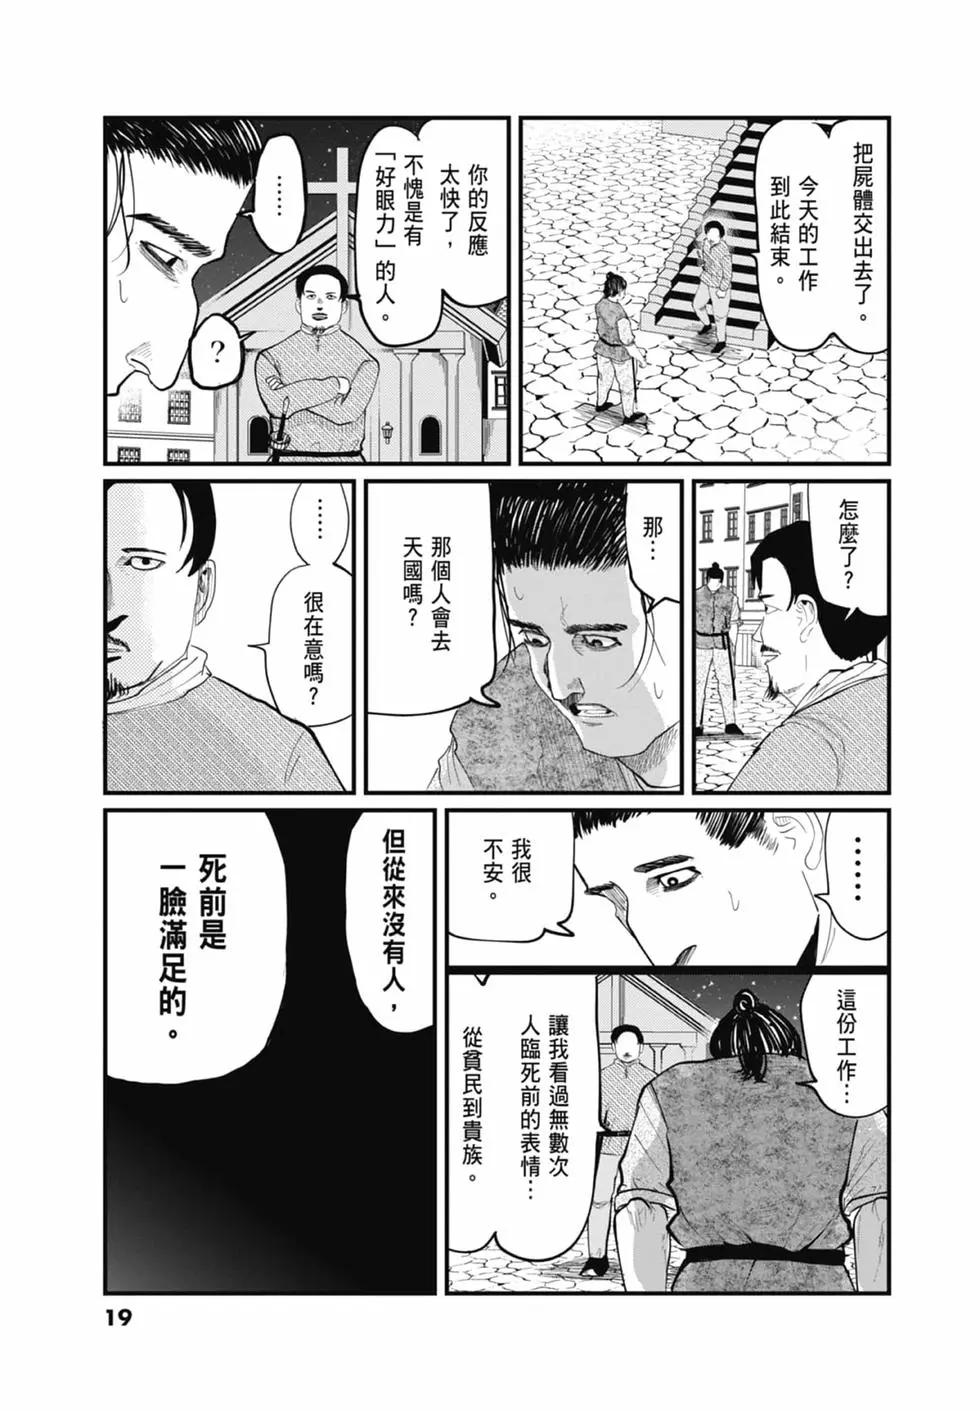 把屍體交出去了。
今天的工作
到此結束。
你的反應
太快了，
不愧是有
「好眼力」的人。
……
？
怎麼了？
那…
那個人會去
天國嗎？
……
很在意嗎？
……
我很
不安。
這份工作…
讓我看過無數次
人臨死前的表情…
從貧民到貴族。
但從來沒有人，
死前是
一臉滿足的。
19